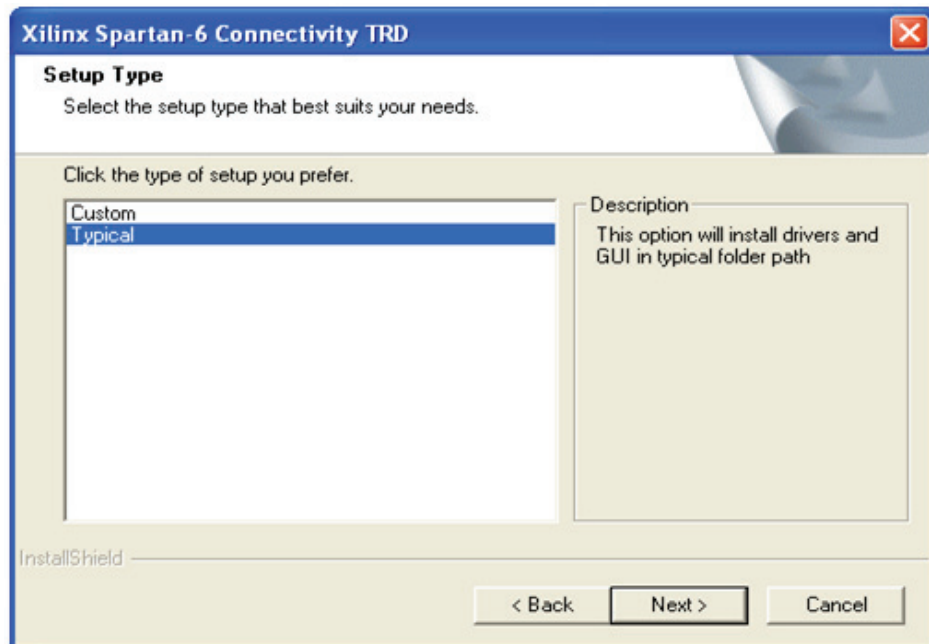 Xilinx Spartan-6 Connectivity TRD
Setup Type
Select the setup type that best suits your needs.
Click the type of setup you prefer.
Custom
Typical
Description
This option will install drivers and
GUI in typical folder path
InstallShield
< Back
Next >
Cancel